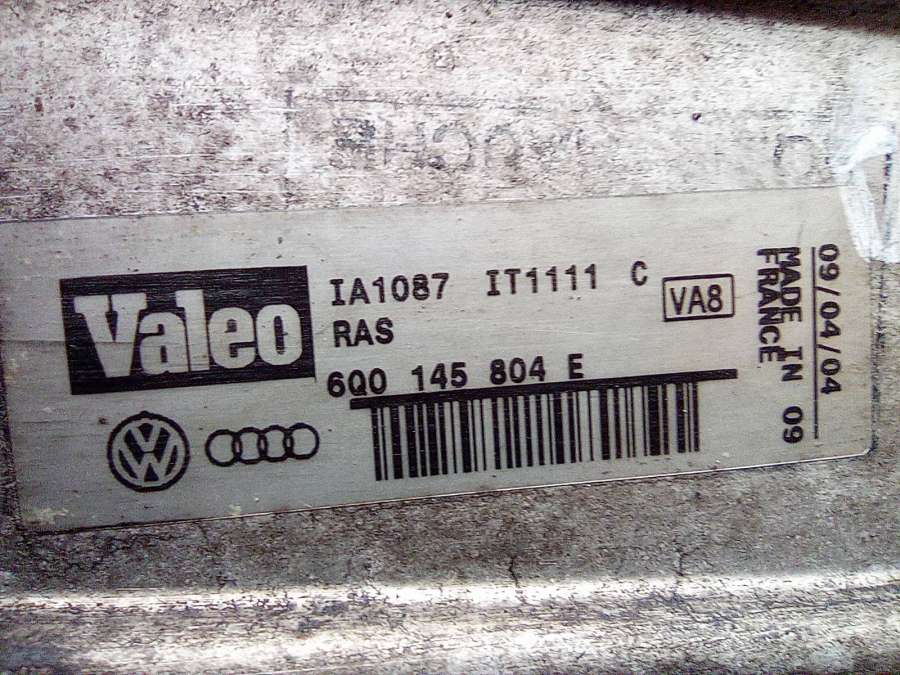 Valeo
IA1087 IT1111 C
RAS
VA8
6Q0 145 804 E
09/04/04
MADE IN 09
FRANCE